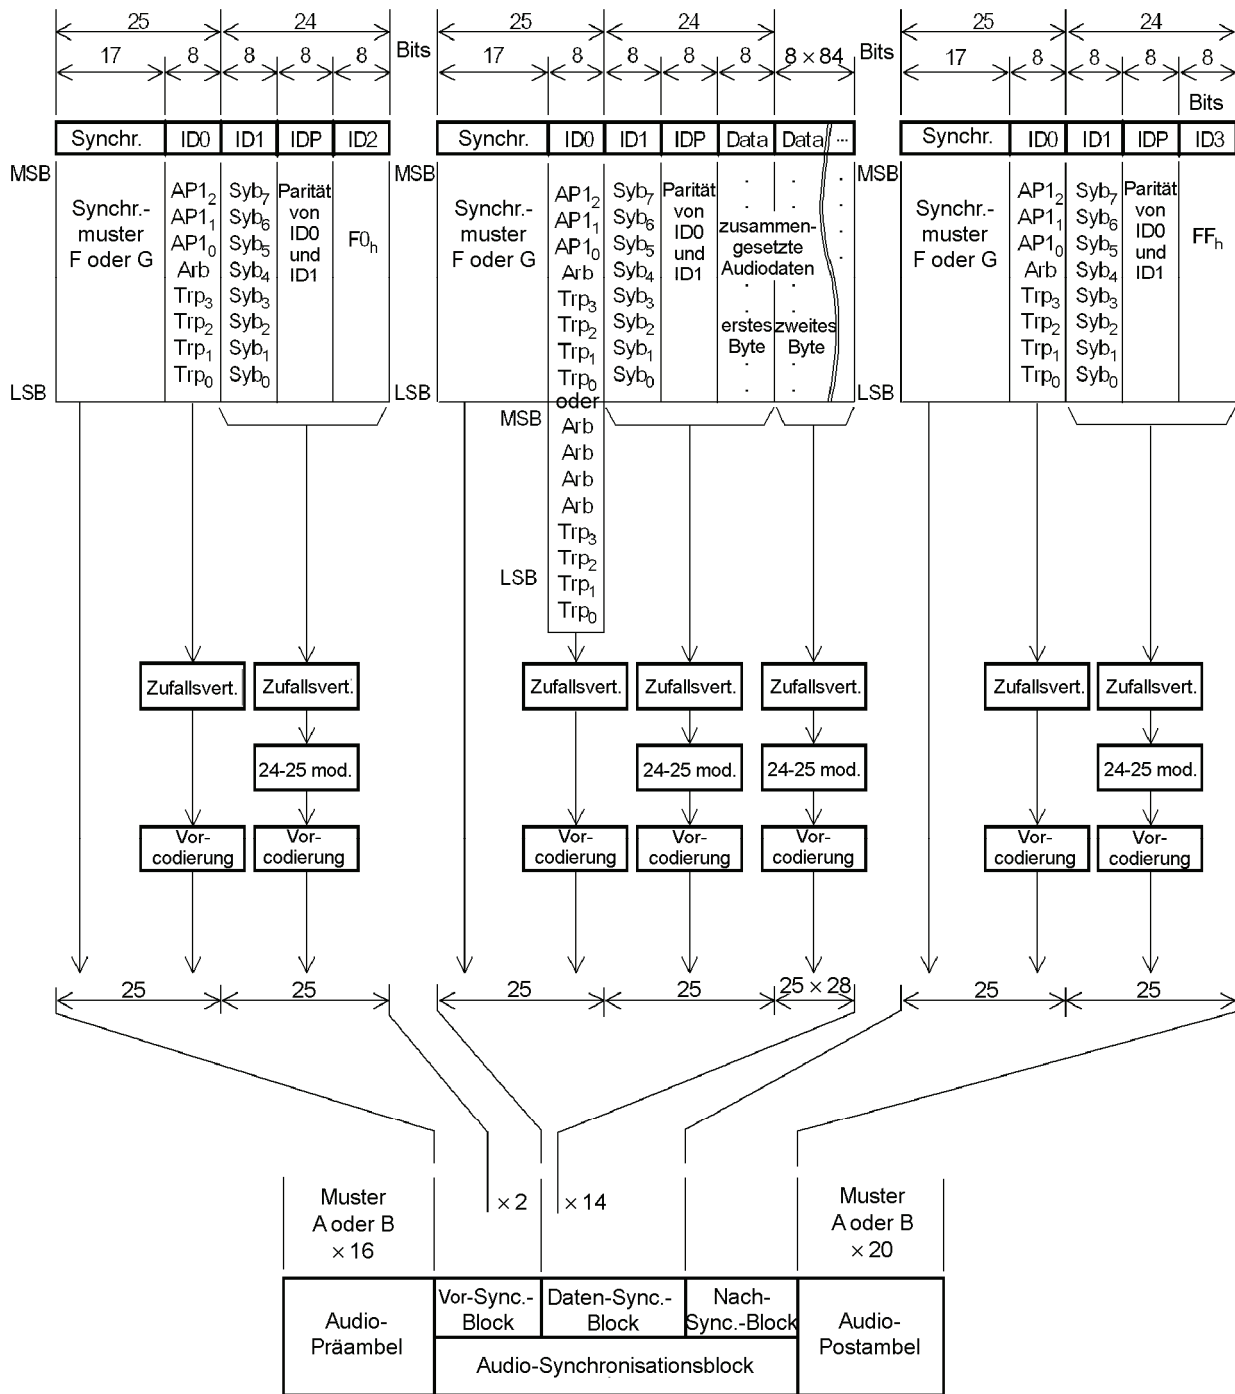 25 24 25 24 25 24
17 8 8 8 8 Bits 17 8 8 8 8 8 × 84 Bits 17 8 8 8 8
Bits
Synchr. ID0 ID1 IDP ID2 Synchr. ID0 ID1 IDP Data Data ... Synchr. ID0 ID1 IDP ID3
MSB
Synchr.-
muster
F oder G
LSB
AP1₂
AP1₁
AP1₀
Arb
Trp₃
Trp₂
Trp₁
Trp₀
Syb₇
Syb₆
Syb₅
Syb₄
Syb₃
Syb₂
Syb₁
Syb₀
Parität
von
ID0
und
ID1
F0ₕ
MSB
Synchr.-
muster
F oder G
LSB
AP1₂
AP1₁
AP1₀
Arb
Trp₃
Trp₂
Trp₁
Trp₀
oder
MSB
Arb
Arb
Arb
Arb
Trp₃
Trp₂
LSB
Trp₁
Trp₀
Syb₇
Syb₆
Syb₅
Syb₄
Syb₃
Syb₂
Syb₁
Syb₀
Parität
von
ID0
und
ID1
zusammen-
gesetzte
Audiodaten
erstes
Byte
zweites
Byte
MSB
Synchr.-
muster
F oder G
LSB
AP1₂
AP1₁
AP1₀
Arb
Trp₃
Trp₂
Trp₁
Trp₀
Syb₇
Syb₆
Syb₅
Syb₄
Syb₃
Syb₂
Syb₁
Syb₀
Parität
von
ID0
und
ID1
FFₕ
Zufallsvert. Zufallsvert. Zufallsvert. Zufallsvert. Zufallsvert. Zufallsvert. Zufallsvert.
24-25 mod. 24-25 mod. 24-25 mod. 24-25 mod.
Vor- Vor- Vor- Vor- Vor- Vor- Vor-
codierung codierung codierung codierung codierung codierung codierung
25 25 25 25 25 × 28 25 25
Muster
A oder B
× 16
× 2
× 14
Muster
A oder B
× 20
Audio-
Präambel
Vor-Sync.-
Block
Daten-Sync.-
Block
Nach-
Sync.-Block
Audio-Synchronisationsblock
Audio-
Postambel